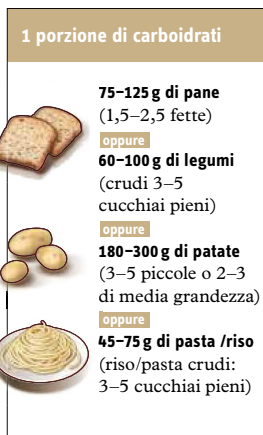 1 porzione di carboidrati
75–125 g di pane
(1,5–2,5 fette)
oppure
60–100 g di legumi
(crudi 3–5
cucchiai pieni)
oppure
180–300 g di patate
(3–5 piccole o 2–3
di media grandezza)
oppure
45–75 g di pasta /riso
(riso/pasta crudi:
3–5 cucchiai pieni)